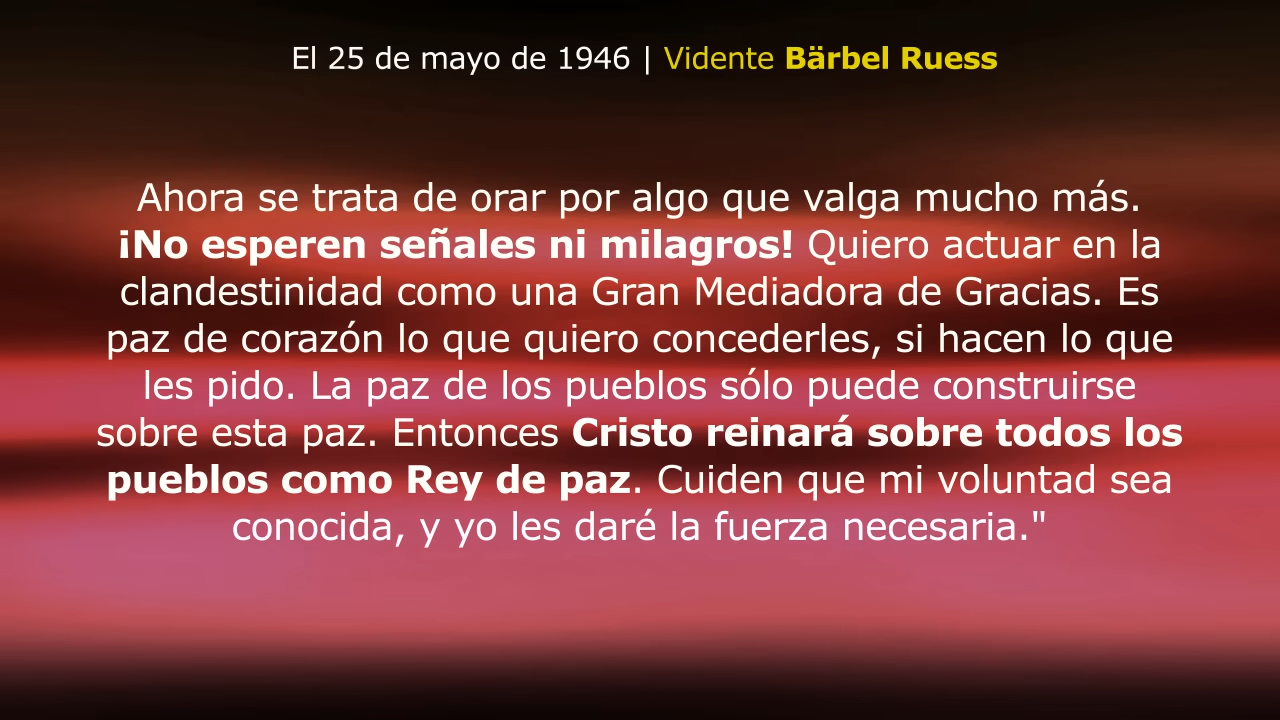 El 25 de mayo de 1946 | Vidente Bärbel Ruess
Ahora se trata de orar por algo que valga mucho más.
¡No esperen señales ni milagros! Quiero actuar en la
clandestinidad como una Gran Mediadora de Gracias. Es
paz de corazón lo que quiero concederles, si hacen lo que
les pido. La paz de los pueblos sólo puede construirse
sobre esta paz. Entonces Cristo reinará sobre todos los
pueblos como Rey de paz. Cuiden que mi voluntad sea
conocida, y yo les daré la fuerza necesaria."